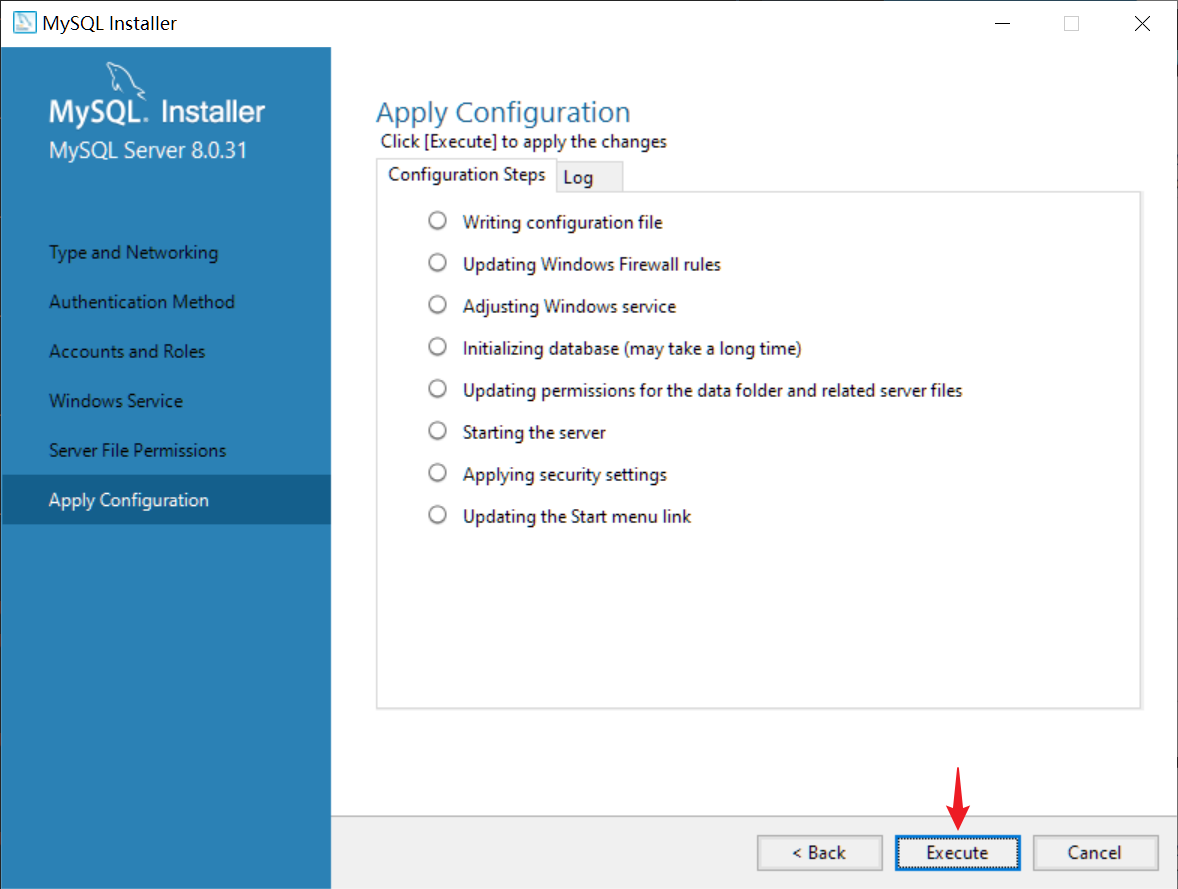 MySQL Installer
MySQL. Installer
MySQL Server 8.0.31
Type and Networking
Authentication Method
Accounts and Roles
Windows Service
Server File Permissions
Apply Configuration
Apply Configuration
Click [Execute] to apply the changes
Configuration Steps
Log
Writing configuration file
Updating Windows Firewall rules
Adjusting Windows service
Initializing database (may take a long time)
Updating permissions for the data folder and related server files
Starting the server
Applying security settings
Updating the Start menu link
< Back
Execute
Cancel